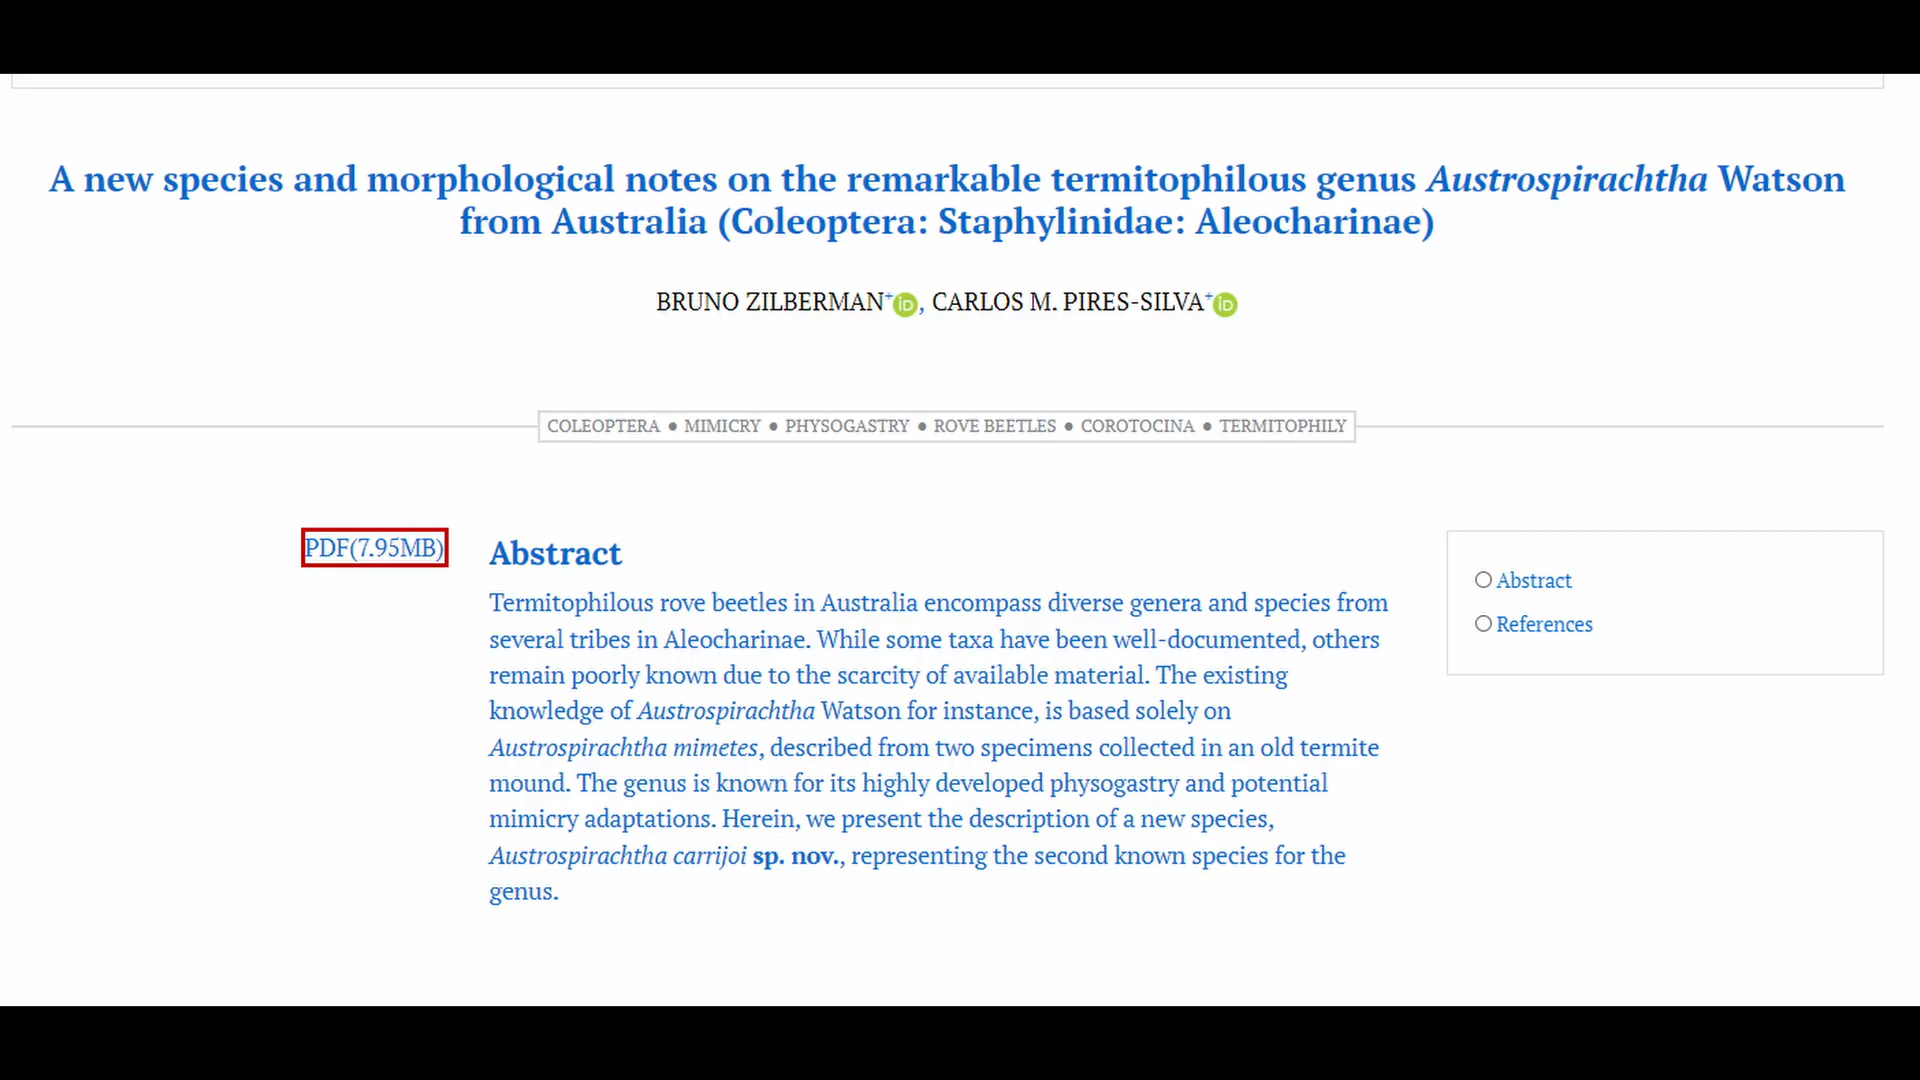 A new species and morphological notes on the remarkable termitophilous genus Austrospirachtha Watson
from Australia (Coleoptera: Staphylinidae: Aleocharinae)
BRUNO ZILBERMAN+ iD, CARLOS M. PIRES-SILVA+ iD
COLEOPTERA ● MIMICRY ● PHYSOGASTRY ● ROVE BEETLES ● COROTOCINA ● TERMITOPHILY
PDF(7.95MB)
Abstract
Termitophilous rove beetles in Australia encompass diverse genera and species from
several tribes in Aleocharinae. While some taxa have been well-documented, others
remain poorly known due to the scarcity of available material. The existing
knowledge of Austrospirachtha Watson for instance, is based solely on
Austrospirachtha mimetes, described from two specimens collected in an old termite
mound. The genus is known for its highly developed physogastry and potential
mimicry adaptations. Herein, we present the description of a new species,
Austrospirachtha carrijoi sp. nov., representing the second known species for the
genus.
Abstract
References